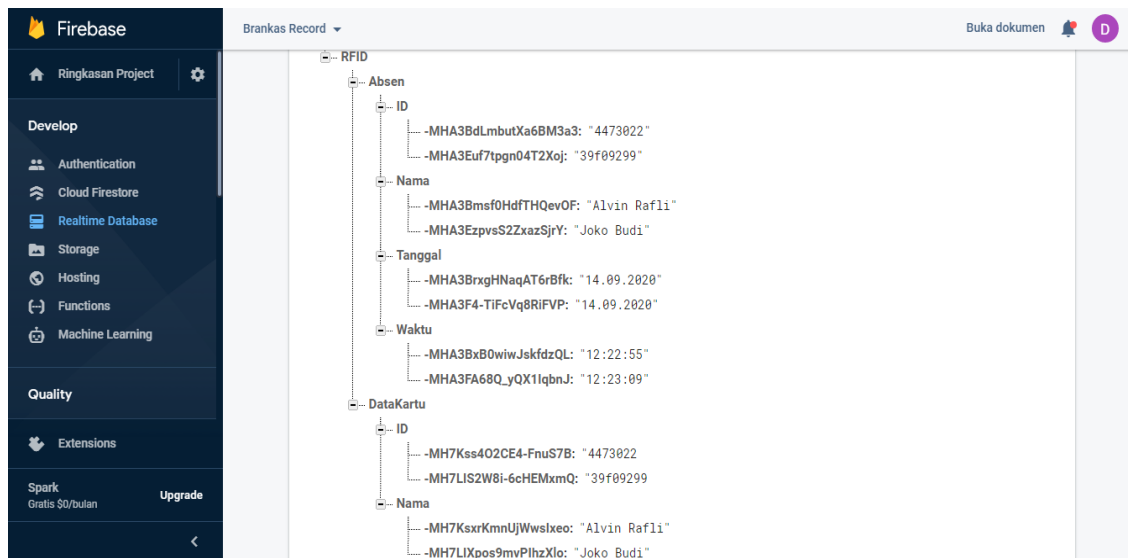 Firebase
Brankas Record
Buka dokumen
D
Ringkasan Project
Develop
Authentication
Cloud Firestore
Realtime Database
Storage
Hosting
Functions
Machine Learning
Quality
Extensions
Spark
Gratis $0/bulan
Upgrade
RFID
Absen
ID
-MHA3BdLmbutXa6BM3a3: "4473022"
-MHA3Euf7tpgn04T2Xoj: "39f09299"
Nama
-MHA3Bmsf0HdfTHQevOF: "Alvin Rafli"
-MHA3EzpvsS2ZxazSjrY: "Joko Budi"
Tanggal
-MHA3BrxgHNaqAT6rBfk: "14.09.2020"
-MHA3F4-TiFcVq8RiFVP: "14.09.2020"
Waktu
-MHA3BxB0wiwJskfdzQL: "12:22:55"
-MHA3FA68Q_yQX1IqbnJ: "12:23:09"
DataKartu
ID
-MH7Kss4O2CE4-FnuS7B: "4473022
-MH7LIS2W8i-6cHEMxmQ: "39f09299
Nama
-MH7KsxrKmnUjWwsIxeo: "Alvin Rafli"
-MH7LIXpos9mvPIhzXlo: "Joko Budi"